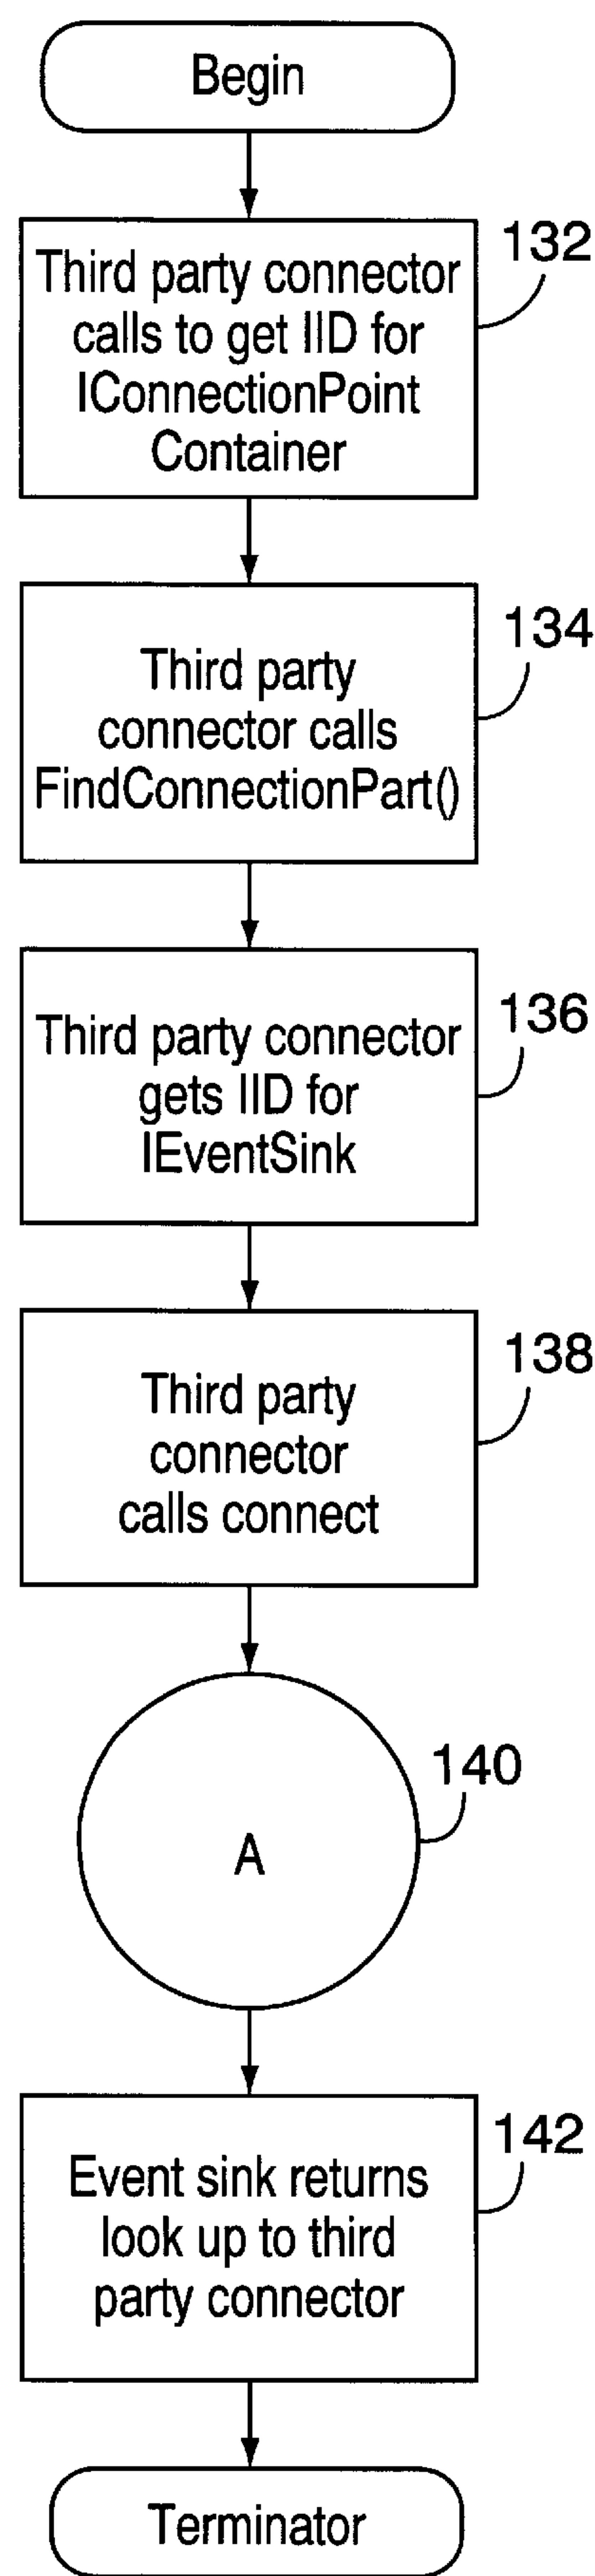 Begin
132
Third party connector
calls to get IID for
IConnectionPoint
Container
134
Third party
connector calls
FindConnectionPart()
136
Third party connector
gets IID for
IEventSink
138
Third party
connector
calls connect
140
A
142
Event sink returns
look up to third
party connector
Terminator